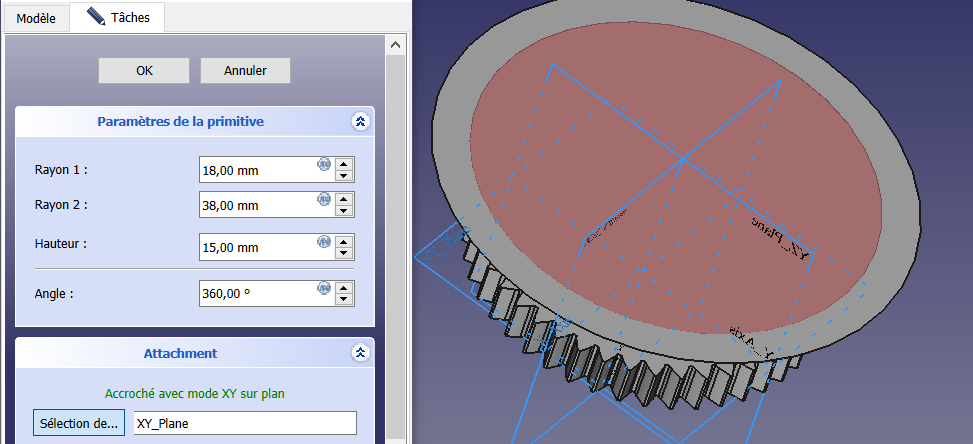 Modèle
Tâches
OK
Annuler
Paramètres de la primitive
Rayon 1 :
18,00 mm
Rayon 2 :
38,00 mm
Hauteur :
15,00 mm
Angle :
360,00 °
Attachment
Accroché avec mode XY sur plan
Sélection de...
XY_Plane
YZ_Plane
Y_Axis